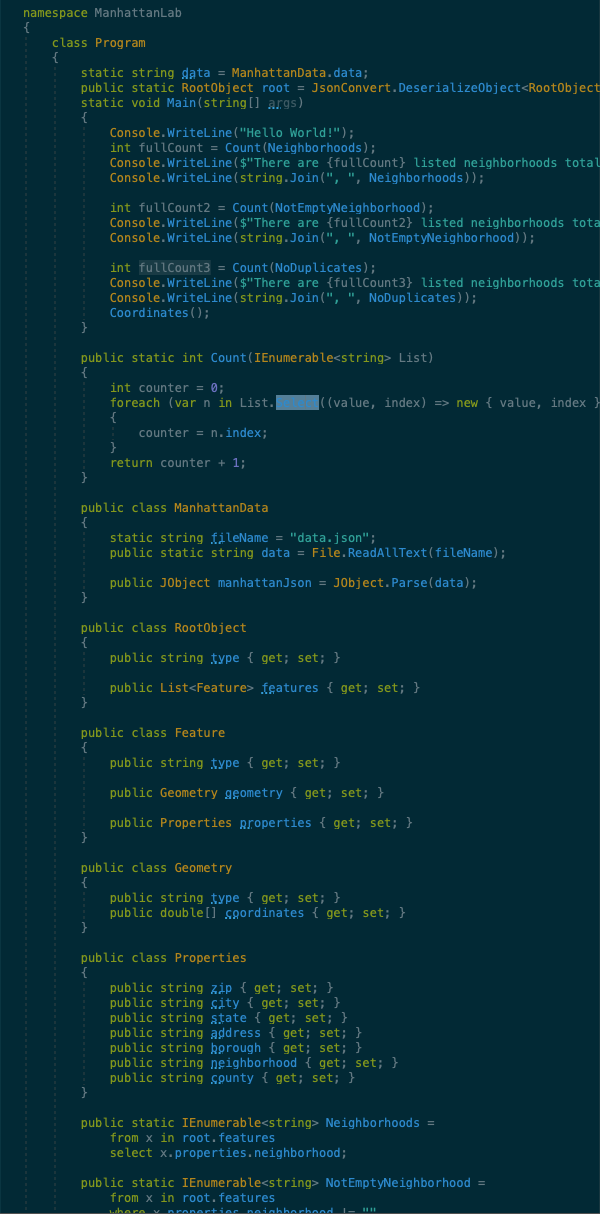 namespace ManhattanLab
{
class Program
{
static string data = ManhattanData.data;
public static RootObject root = JsonConvert.DeserializeObject<RootObject
static void Main(string[] args)
{
Console.WriteLine("Hello World!");
int fullCount = Count(Neighborhoods);
Console.WriteLine($"There are {fullCount} listed neighborhoods total
Console.WriteLine(string.Join(", ", Neighborhoods));
int fullCount2 = Count(NotEmptyNeighborhood);
Console.WriteLine($"There are {fullCount2} listed neighborhoods tota
Console.WriteLine(string.Join(", ", NotEmptyNeighborhood));
int fullCount3 = Count(NoDuplicates);
Console.WriteLine($"There are {fullCount3} listed neighborhoods tota
Console.WriteLine(string.Join(", ", NoDuplicates));
Coordinates();
}
public static int Count(IEnumerable<string> List)
{
int counter = 0;
foreach (var n in List.((value, index) => new { value, index }
{
counter = n.index;
}
return counter + 1;
}
public class ManhattanData
{
static string fileName = "data.json";
public static string data = File.ReadAllText(fileName);
public JObject manhattanJson = JObject.Parse(data);
}
public class RootObject
{
public string type { get; set; }
public List<Feature> features { get; set; }
}
public class Feature
{
public string type { get; set; }
public Geometry geometry { get; set; }
public Properties properties { get; set; }
}
public class Geometry
{
public string type { get; set; }
public double[] coordinates { get; set; }
}
public class Properties
{
public string zip { get; set; }
public string city { get; set; }
public string state { get; set; }
public string address { get; set; }
public string borough { get; set; }
public string neighborhood { get; set; }
public string county { get; set; }
}
public static IEnumerable<string> Neighborhoods =
from x in root.features
select x.properties.neighborhood;
public static IEnumerable<string> NotEmptyNeighborhood =
from x in root.features
where x.properties.neighborhood != ""